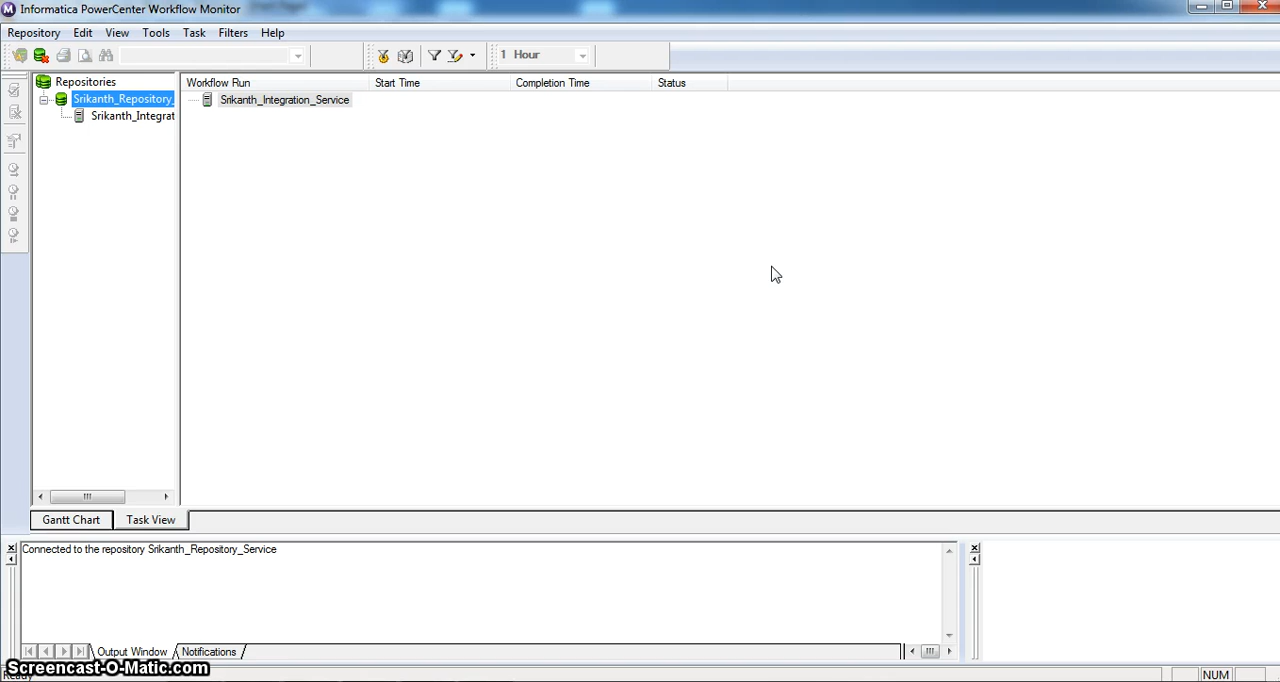 Informatica PowerCenter Workflow Monitor
Repository Edit View Tools Task Filters Help
1 Hour
Repositories
Srikanth_Repository_
Srikanth_Integrat
Workflow Run Start Time Completion Time Status
Srikanth_Integration_Service
Gantt Chart Task View
Connected to the repository Srikanth_Repository_Service
Output Window Notifications
Screencast-O-Matic.com
NUM